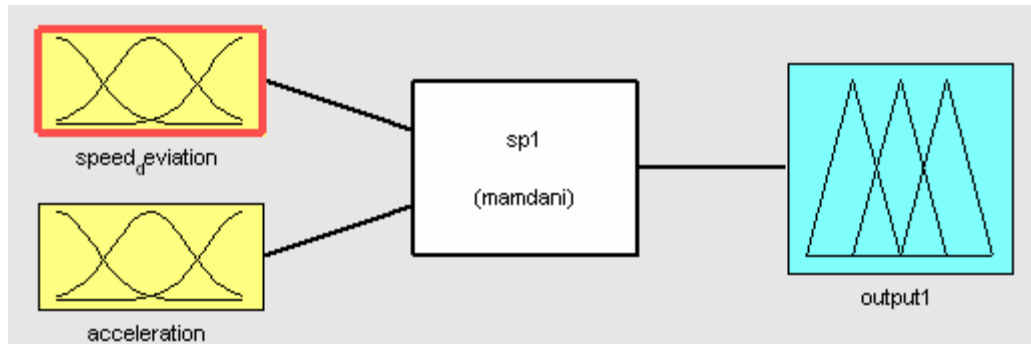 speed_deviation
acceleration
sp1
(mamdani)
output1